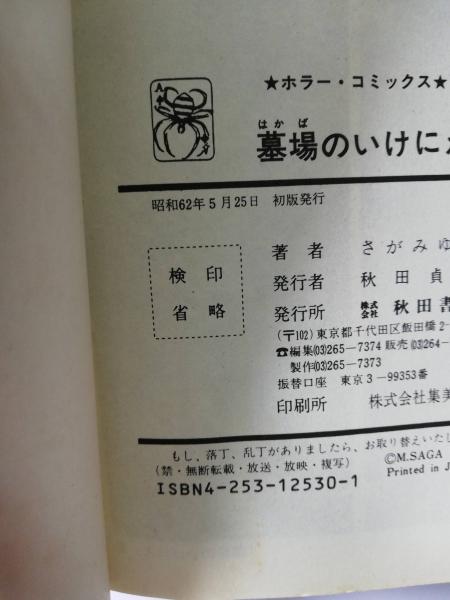 ★ホラー・コミックス★
はかば
墓場のいけに
昭和62年5月25日 初版発行
検印
省略
著者 さがみゆ
発行者 秋田貞
発行所 株式会社 秋田書
(〒102)東京都千代田区飯田橋2-
☎編集(03)265-7374 販売(03)264-
製作(03)265-7373
振替口座 東京3-99353番
印刷所 株式会社集美
もし、落丁、乱丁がありましたら、お取り替えいたし
(禁・無断転載・放送・放映・複写)
©M.SAGA
Printed in J
ISBN4-253-12530-1